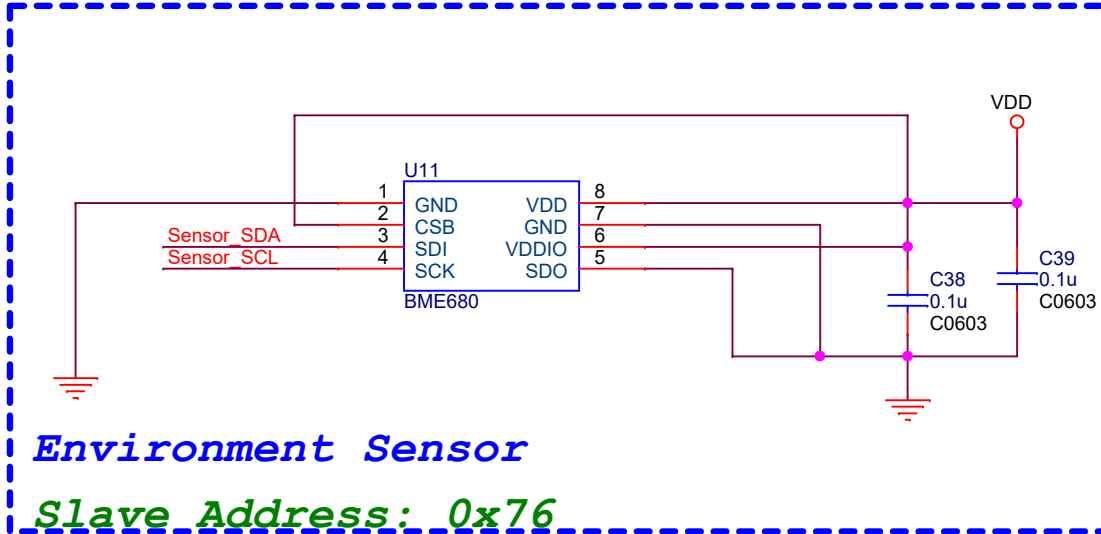 VDD
U11
1 GND VDD 8
2 CSB GND 7
Sensor_SDA 3 SDI VDDIO 6
Sensor_SCL 4 SCK SDO 5
BME680
C38
0.1u
C0603
C39
0.1u
C0603
Environment Sensor
Slave Address: 0x76